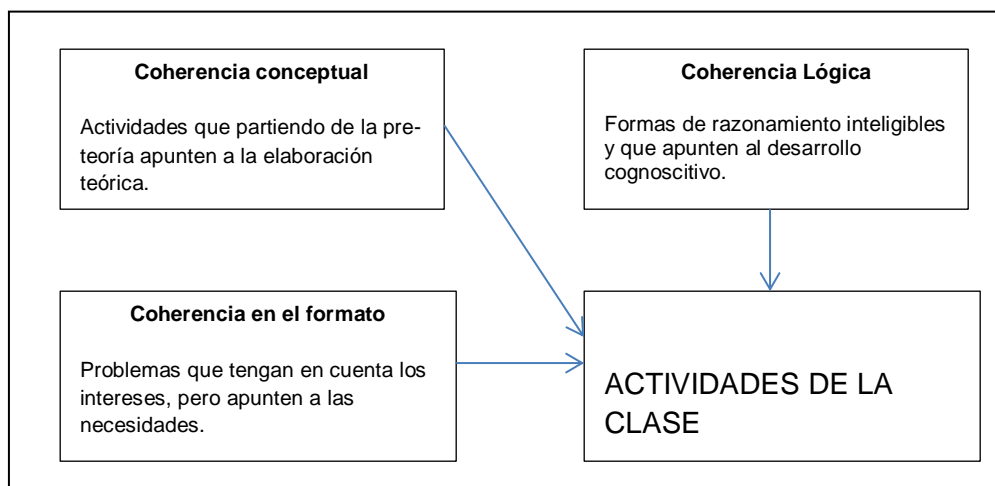 Coherencia conceptual
Actividades que partiendo de la pre-
teoría apuntan a la elaboración
teórica.
Coherencia Lógica
Formas de razonamiento inteligibles
y que apunten al desarrollo
cognoscitivo.
Coherencia en el formato
Problemas que tengan en cuenta los
intereses, pero apunten a las
necesidades.
ACTIVIDADES DE LA
CLASE